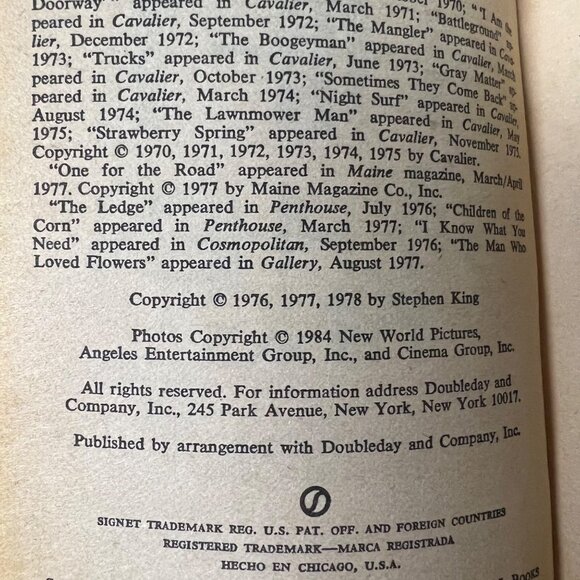 Doorway" appeared in Cavalier, March 1971; "Battleground" ap-
peared in Cavalier, September 1972; "The Mangler" appeared in Cava-
lier, December 1972; "The Boogeyman" appeared in Cavalier, March
1973; "Trucks" appeared in Cavalier, June 1973; "Gray Matter" ap-
peared in Cavalier, October 1973; "Sometimes They Come Back" ap-
peared in Cavalier, March 1974; "Night Surf" appeared in Cavalier,
August 1974; "The Lawnmower Man" appeared in Cavalier, May
1975; "Strawberry Spring" appeared in Cavalier, November 1975.
Copyright © 1970, 1971, 1972, 1973, 1974, 1975 by Cavalier.
"One for the Road" appeared in Maine magazine, March/April
1977. Copyright © 1977 by Maine Magazine Co., Inc.
"The Ledge" appeared in Penthouse, July 1976; "Children of the
Corn" appeared in Penthouse, March 1977; "I Know What You
Need" appeared in Cosmopolitan, September 1976; "The Man Who
Loved Flowers" appeared in Gallery, August 1977.
Copyright © 1976, 1977, 1978 by Stephen King
Photos Copyright © 1984 New World Pictures,
Angeles Entertainment Group, Inc., and Cinema Group, Inc.
All rights reserved. For information address Doubleday and
Company, Inc., 245 Park Avenue, New York, New York 10017.
Published by arrangement with Doubleday and Company, Inc.
SIGNET TRADEMARK REG. U.S. PAT. OFF. AND FOREIGN COUNTRIES
REGISTERED TRADEMARK—MARCA REGISTRADA
HECHO EN CHICAGO, U.S.A.